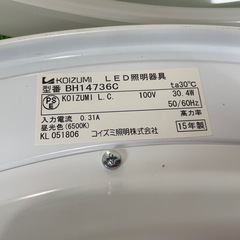 KOIZUMI LED照明器具
型番 BH14736C ta30℃
PS E KOIZUMI L.C. 100V 30.4W
50/60Hz
入力電流 0.31A 高力率
昼光色(6500K)
KL 051806 コイズミ照明株式会社 15年製